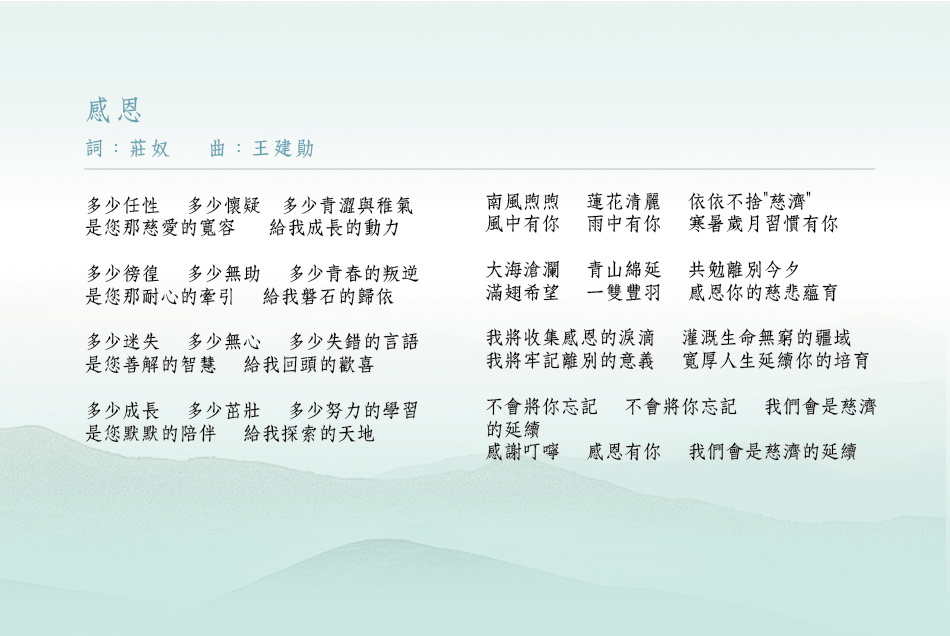 感恩
詞：莊奴　曲：王建勛
多少任性　多少懷疑　多少青澀與稚氣
是您那慈愛的寬容　給我成長的動力
多少徬徨　多少無助　多少青春的叛逆
是您那耐心的牽引　給我磐石的歸依
多少迷失　多少無心　多少失錯的言語
是您善解的智慧　給我回頭的歡喜
多少成長　多少茁壯　多少努力的學習
是您默默的陪伴　給我探索的天地
南風煦煦　蓮花清麗　依依不捨"慈濟"
風中有你　雨中有你　寒暑歲月習慣有你
大海滄瀾　青山綿延　共勉離別今夕
滿翅希望　一雙豐羽　感恩你的慈悲蘊育
我將收集感恩的淚滴　灌溉生命無窮的疆域
我將牢記離別的意義　寬厚人生延續你的培育
不會將你忘記　不會將你忘記　我們會是慈濟
的延續
感謝叮嚀　感恩有你　我們會是慈濟的延續